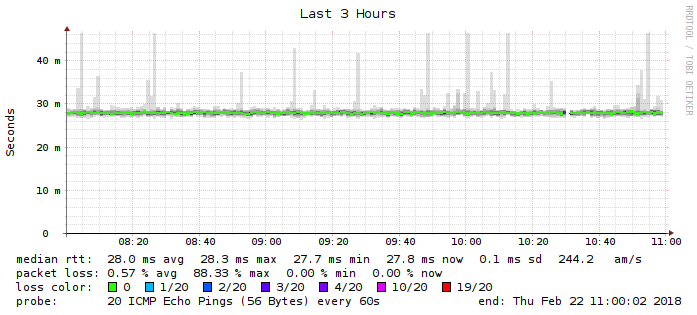 Last 3 Hours
RRDTOOL / TOBI OETIKER
Seconds
40 m
30 m
20 m
10 m
0
08:20 08:40 09:00 09:20 09:40 10:00 10:20 10:40 11:00
median rtt: 28.0 ms avg 28.3 ms max 27.7 ms min 27.8 ms now 0.1 ms sd 244.2 am/s
packet loss: 0.57 % avg 88.33 % max 0.00 % min 0.00 % now
loss color: 0 1/20 2/20 3/20 4/20 10/20 19/20
probe: 20 ICMP Echo Pings (56 Bytes) every 60s end: Thu Feb 22 11:00:02 2018